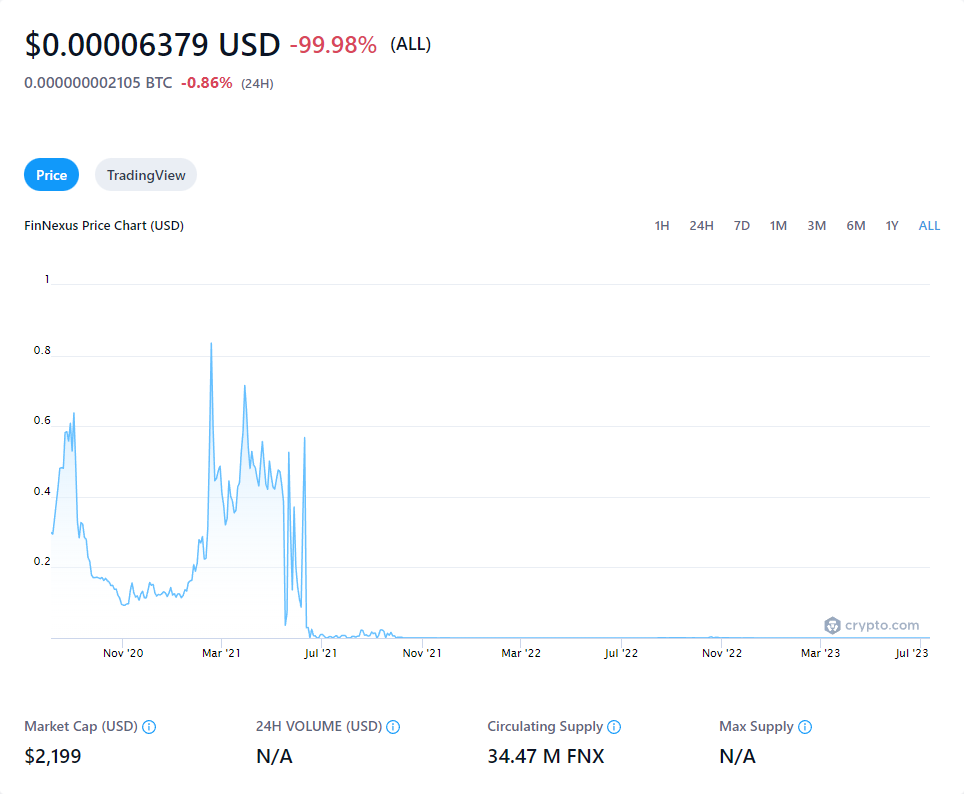 $0.00006379 USD -99.98% (ALL)
0.000000002105 BTC -0.86% (24H)
Price TradingView
FinNexus Price Chart (USD) 1H 24H 7D 1M 3M 6M 1Y ALL
1
0.8
0.6
0.4
0.2
crypto.com
Nov '20 Mar '21 Jul '21 Nov '21 Mar '22 Jul '22 Nov '22 Mar '23 Jul '23
Market Cap (USD) 24H VOLUME (USD) Circulating Supply Max Supply
$2,199 N/A 34.47 M FNX N/A